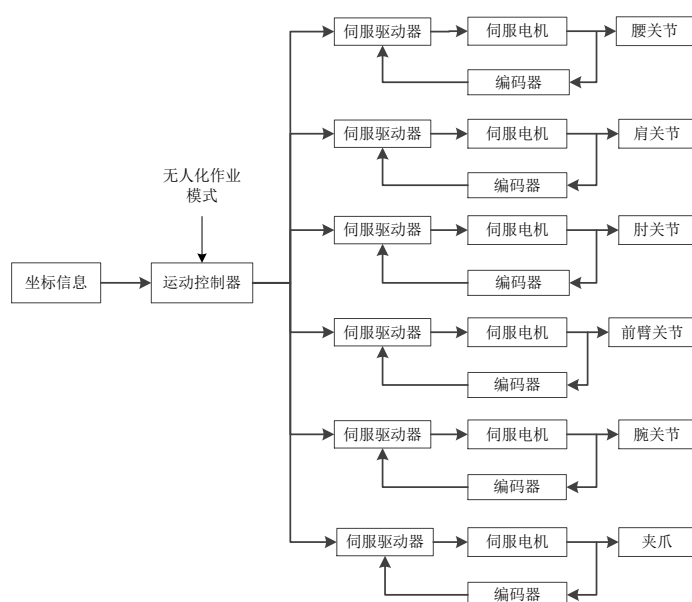 伺服驱动器
伺服电机
腰关节
编码器
伺服驱动器
伺服电机
肩关节
编码器
无人化作业
模式
伺服驱动器
伺服电机
肘关节
编码器
坐标信息
运动控制器
伺服驱动器
伺服电机
前臂关节
编码器
伺服驱动器
伺服电机
腕关节
编码器
伺服驱动器
伺服电机
夹爪
编码器